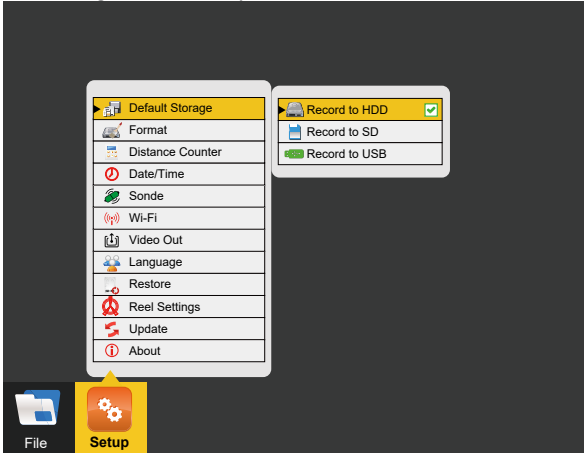 Default Storage
Format
Distance Counter
Date/Time
Sonde
Wi-Fi
Video Out
Language
Restore
Reel Settings
Update
About
Record to HDD
Record to SD
Record to USB
File
Setup